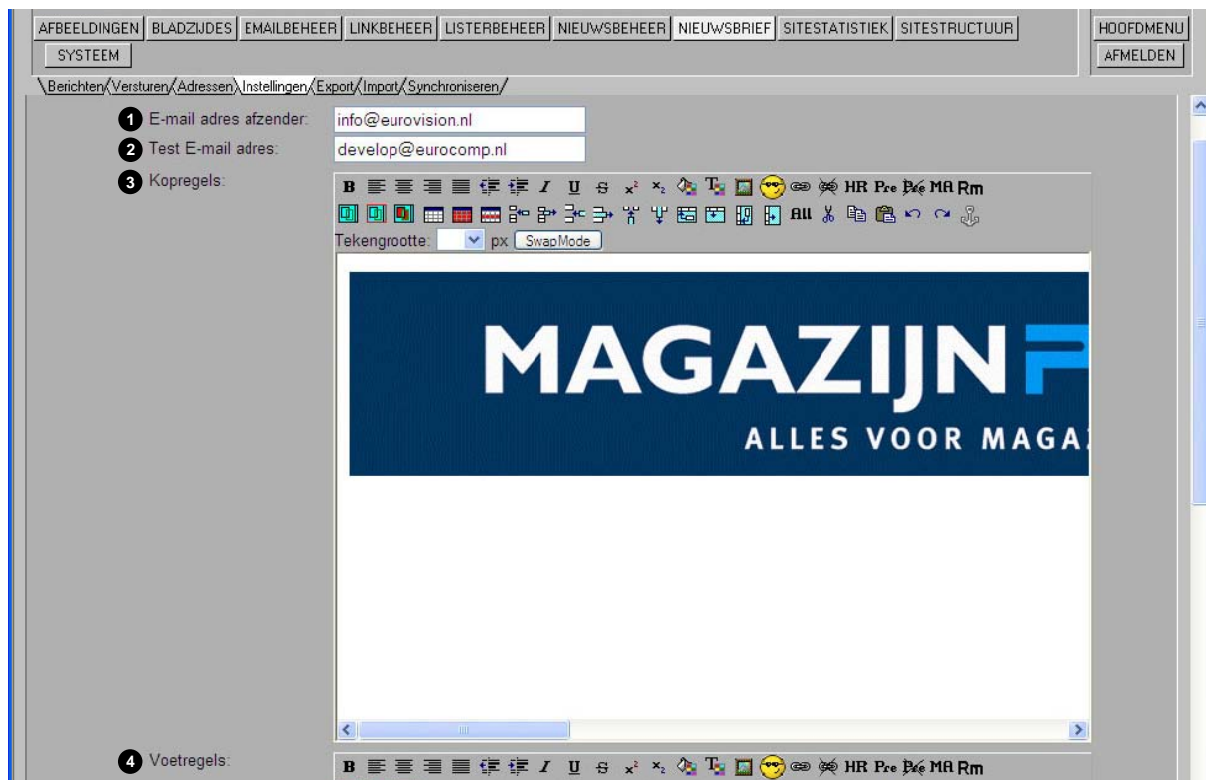 AFBEELDINGEN BLADZIJDES EMAILBEHEER LINKBEHEER LISTERBEHEER NIEUWSBEHEER NIEUWSBRIEF SITESTATISTIEK SITESTRUCTUUR HOOFDMENU
SYSTEEM AFMELDEN
Berichten Versturen Adressen Instellingen Export Import Synchroniseren
1 E-mail adres afzender: info@eurovision.nl
2 Test E-mail adres: develop@eurocomp.nl
3 Kopregels: B I U S x² x₂ T HR Pre Pre MA Rm
All
Tekengrootte: px SwapMode
MAGAZIJN
ALLES VOOR MAGA
4 Voetregels: B I U S x² x₂ T HR Pre Pre MA Rm